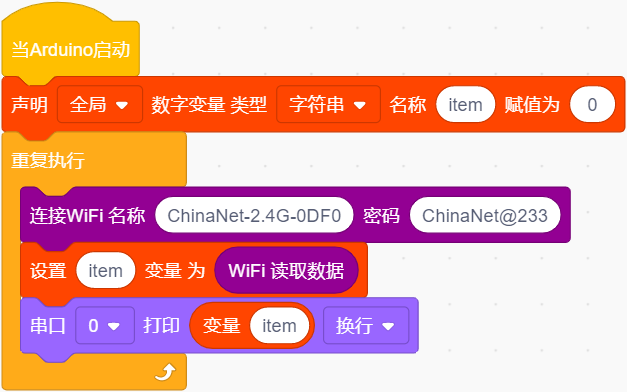 当Arduino启动
声明 全局 数字变量 类型 字符串 名称 item 赋值为 0
重复执行
连接WiFi 名称 ChinaNet-2.4G-0DF0 密码 ChinaNet@233
设置 item 变量 为 WiFi 读取数据
串口 0 打印 变量 item 换行